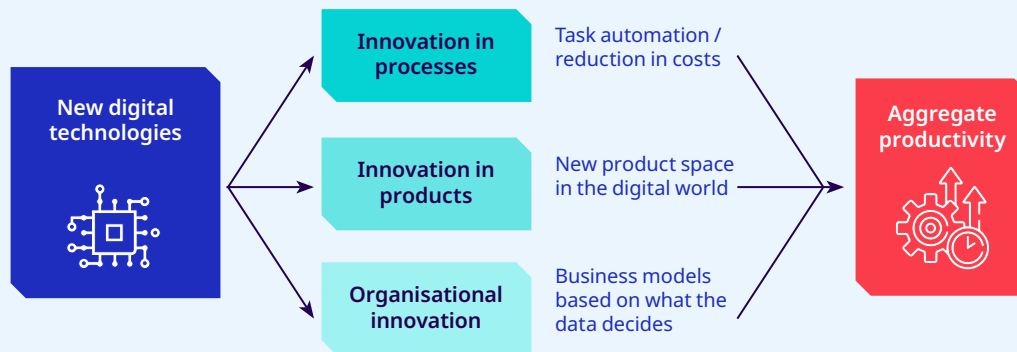 New digital
technologies
Innovation in
processes
Task automation /
reduction in costs
Innovation in
products
New product space
in the digital world
Organisational
innovation
Business models
based on what the
data decides
Aggregate
productivity